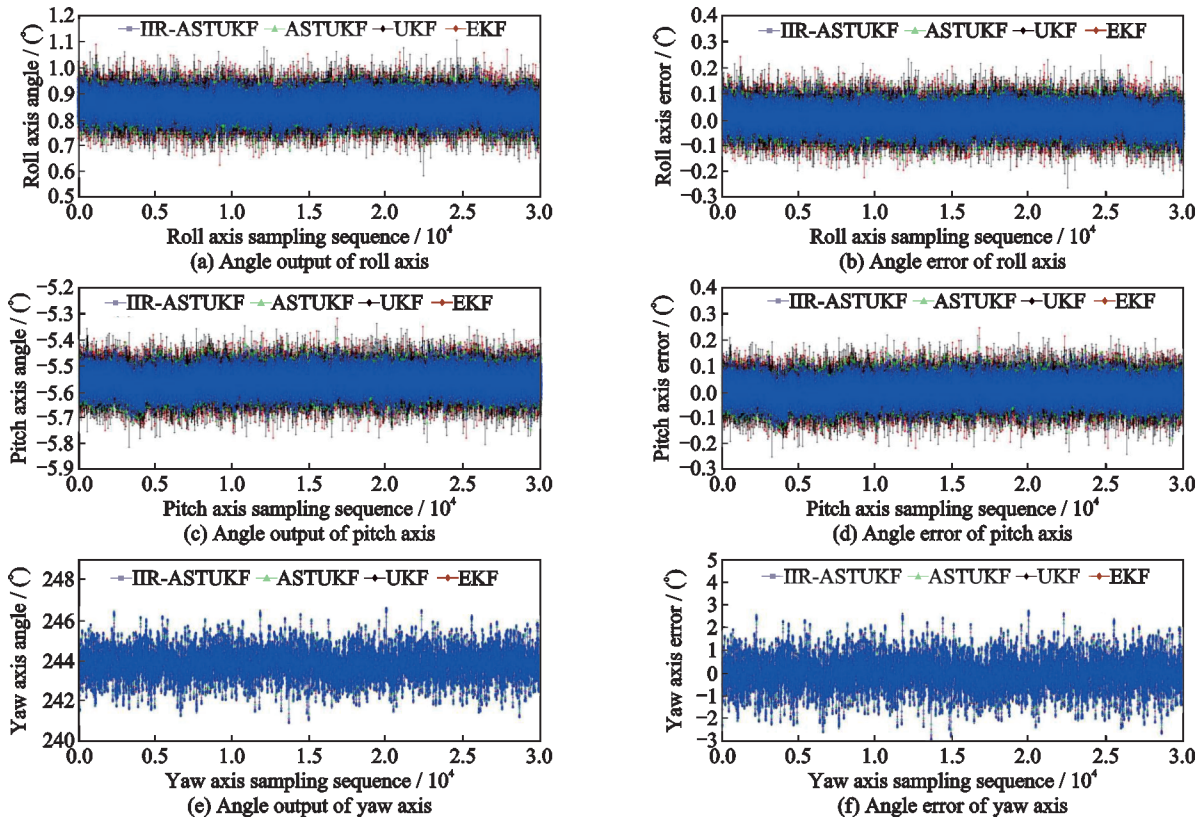 IIR-ASTUKF ASTUKF UKF EKF
Roll axis angle / (°)
1.2
1.1
1.0
0.9
0.8
0.7
0.6
0.5
0.0 0.5 1.0 1.5 2.0 2.5 3.0
Roll axis sampling sequence / 10⁴
(a) Angle output of roll axis
IIR-ASTUKF ASTUKF UKF EKF
Roll axis error / (°)
0.4
0.3
0.2
0.1
0.0
−0.1
−0.2
0.3
0.0 0.5 1.0 1.5 2.0 2.5 3.0
Roll axis sampling sequence / 10⁴
(b) Angle error of roll axis
IIR-ASTUKF ASTUKF UKF EKF
Pitch axis angle / (°)
−5.2
−5.3
−5.4
−5.5
−5.6
−5.7
−5.8
−5.9
0.0 0.5 1.0 1.5 2.0 2.5 3.0
Pitch axis sampling sequence / 10⁴
(c) Angle output of pitch axis
IIR-ASTUKF ASTUKF UKF EKF
Pitch axis error / (°)
0.4
0.3
0.2
0.1
0.0
−0.1
−0.2
0.3
0.0 0.5 1.0 1.5 2.0 2.5 3.0
Pitch axis sampling sequence / 10⁴
(d) Angle error of pitch axis
IIR-ASTUKF ASTUKF UKF EKF
Yaw axis angle / (°)
248
246
244
242
240
0.0 0.5 1.0 1.5 2.0 2.5 3.0
Yaw axis sampling sequence / 10⁴
(e) Angle output of yaw axis
IIR-ASTUKF ASTUKF UKF EKF
Yaw axis error / (°)
5
4
3
2
1
0
−1
−2
−3
0.0 0.5 1.0 1.5 2.0 2.5 3.0
Yaw axis sampling sequence / 10⁴
(f) Angle error of yaw axis